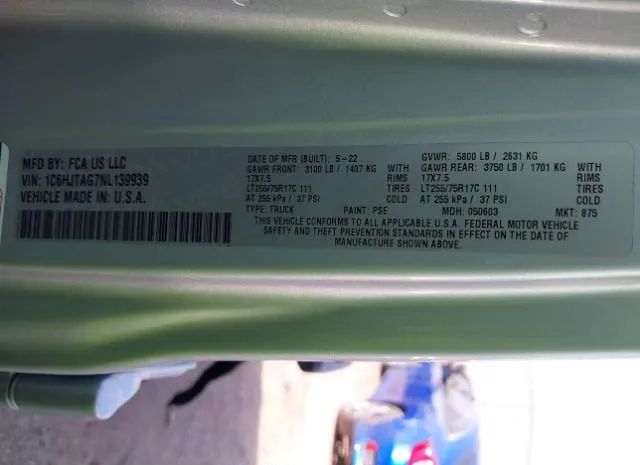 MFD BY: FCA US LLC
VIN: 1C6HJTAG7NL139939
VEHICLE MADE IN: U.S.A.
DATE OF MFR (BUILT): 5-22 GVWR: 5800 LB / 2631 KG
GAWR FRONT: 3100 LB / 1407 KG WITH GAWR REAR: 3750 LB / 1701 KG WITH
17X7.5 RIMS 17X7.5 RIMS
LT255/75R17C 111 TIRES LT255/75R17C 111 TIRES
AT 255 kPa / 37 PSI COLD AT 255 kPa / 37 PSI COLD
TYPE: TRUCK PAINT: PSE MDH: 050603 MKT: 875
THIS VEHICLE CONFORMS TO ALL APPLICABLE U.S.A. FEDERAL MOTOR VEHICLE
SAFETY AND THEFT PREVENTION STANDARDS IN EFFECT ON THE DATE OF
MANUFACTURE SHOWN ABOVE.